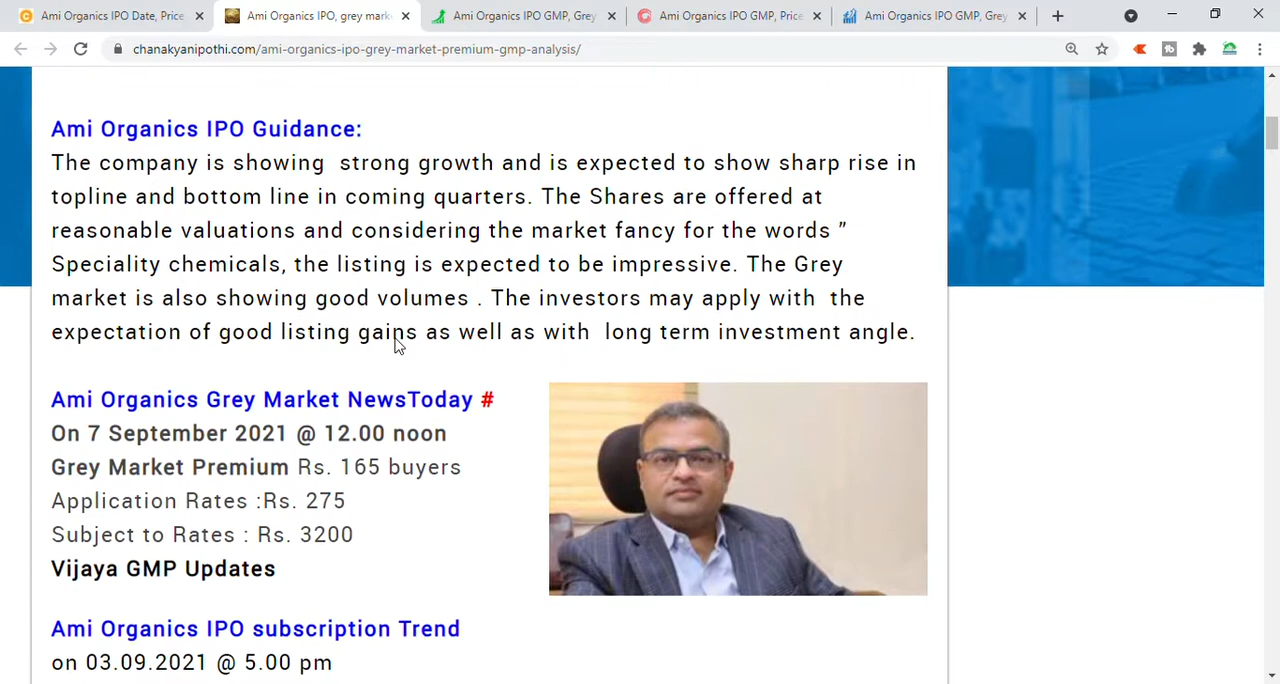 Ami Organics IPO Date, Price
Ami Organics IPO, grey mark
Ami Organics IPO GMP, Grey
Ami Organics IPO GMP, Price
Ami Organics IPO GMP, Grey
chanakyanipothi.com/ami-organics-ipo-grey-market-premium-gmp-analysis/
Ami Organics IPO Guidance:
The company is showing  strong growth and is expected to show sharp rise in
topline and bottom line in coming quarters. The Shares are offered at
reasonable valuations and considering the market fancy for the words ”
Speciality chemicals, the listing is expected to be impressive. The Grey
market is also showing good volumes . The investors may apply with  the
expectation of good listing gains as well as with  long term investment angle.
Ami Organics Grey Market NewsToday #
On 7 September 2021 @ 12.00 noon
Grey Market Premium Rs. 165 buyers
Application Rates :Rs. 275
Subject to Rates : Rs. 3200
Vijaya GMP Updates
Ami Organics IPO subscription Trend
on 03.09.2021 @ 5.00 pm